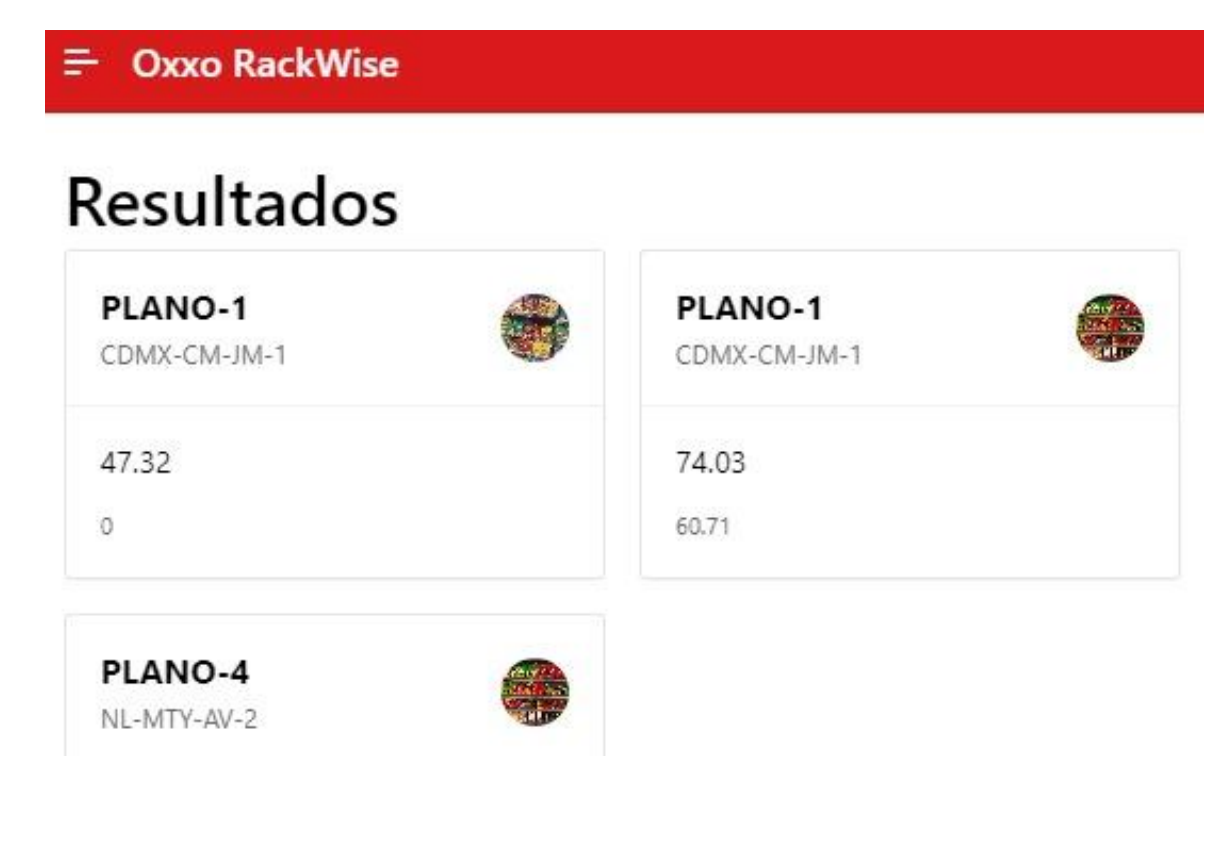 Oxxo RackWise
Resultados
PLANO-1
CDMX-CM-JM-1
47.32
0
PLANO-1
CDMX-CM-JM-1
74.03
60.71
PLANO-4
NL-MTY-AV-2